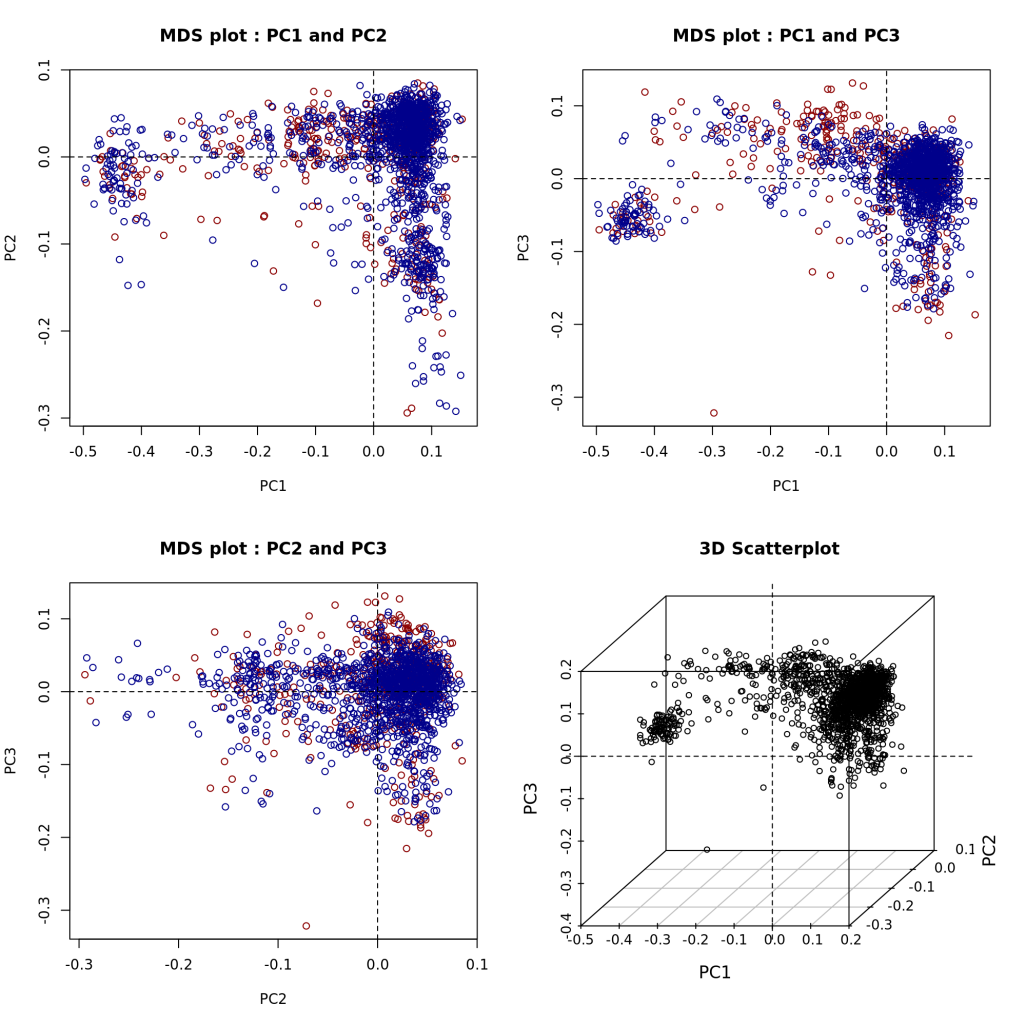 MDS plot : PC1 and PC2
0.1
0.0
-0.1
-0.2
-0.3
PC2
-0.5 -0.4 -0.3 -0.2 -0.1 0.0 0.1
PC1
MDS plot : PC1 and PC3
0.1
0.0
-0.1
-0.2
-0.3
PC3
-0.5 -0.4 -0.3 -0.2 -0.1 0.0 0.1
PC1
MDS plot : PC2 and PC3
0.1
0.0
-0.1
-0.2
-0.3
PC3
-0.3 -0.2 -0.1 0.0 0.1
PC2
3D Scatterplot
0.2
0.1
0.0
-0.1
-0.2
-0.3
-0.4
PC3
-0.5 -0.4 -0.3 -0.2 -0.1 0.0 0.1 0.2
PC1
0.1
0.0
-0.1
-0.2
-0.3
PC2